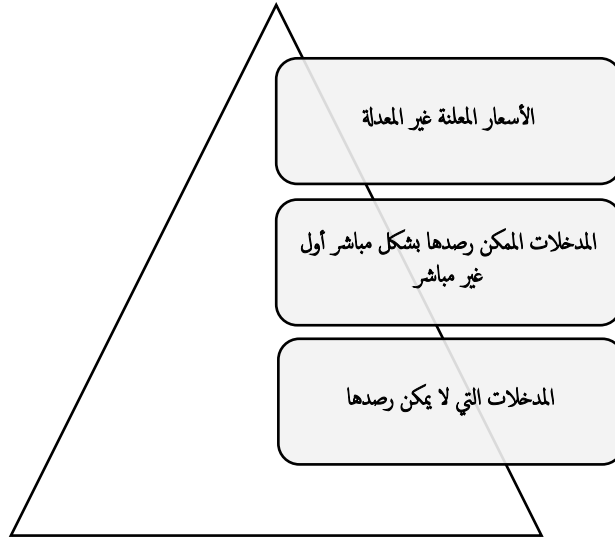 الأسعار المعلنة غير المعدلة
المدخلات الممكن رصدها بشكل مباشر أول
غير مباشر
المدخلات التي لا يمكن رصدها